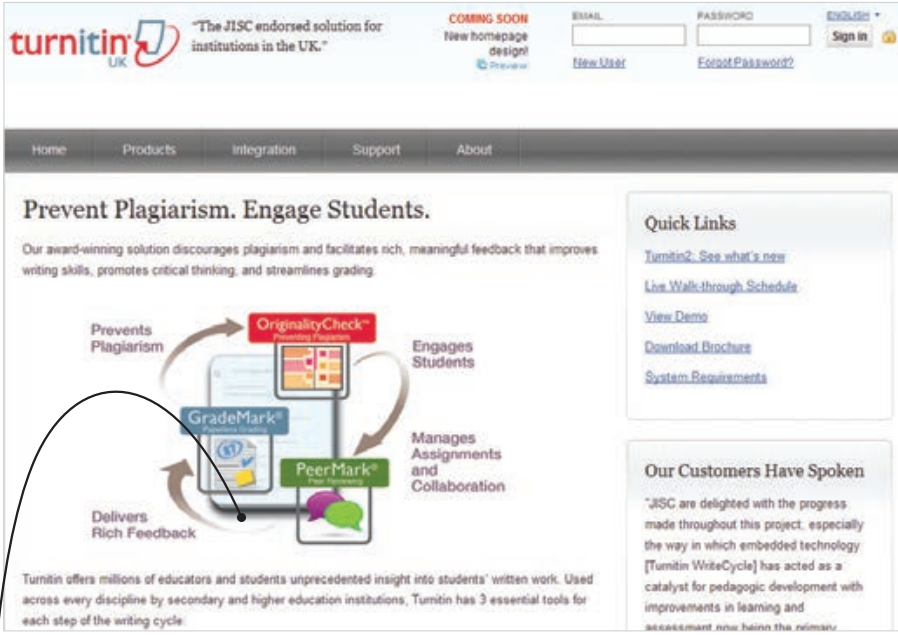 turnitin UK
"The JISC endorsed solution for
institutions in the UK."
COMING SOON
New homepage
design!
Preview
EMAIL
PASSWORD
ENGLISH
Sign in
New User
Forgot Password?
Home Products Integration Support About
Prevent Plagiarism. Engage Students.
Our award-winning solution discourages plagiarism and facilitates rich, meaningful feedback that improves
writing skills, promotes critical thinking, and streamlines grading.
Prevents
Plagiarism
OriginalityCheck™
Preventing Plagiarism
Engages
Students
GradeMark®
Paperless Grading
Manages
Assignments
and
Collaboration
PeerMark®
Peer Reviewing
Delivers
Rich Feedback
Turnitin offers millions of educators and students unprecedented insight into students' written work. Used
across every discipline by secondary and higher education institutions, Turnitin has 3 essential tools for
each step of the writing cycle:
Quick Links
Turnitin2: See what's new
Live Walk-through Schedule
View Demo
Download Brochure
System Requirements
Our Customers Have Spoken
"JISC are delighted with the progress
made throughout this project, especially
the way in which embedded technology
[Turnitin WriteCycle] has acted as a
catalyst for pedagogic development with
improvements in learning and
assessment now being the primary